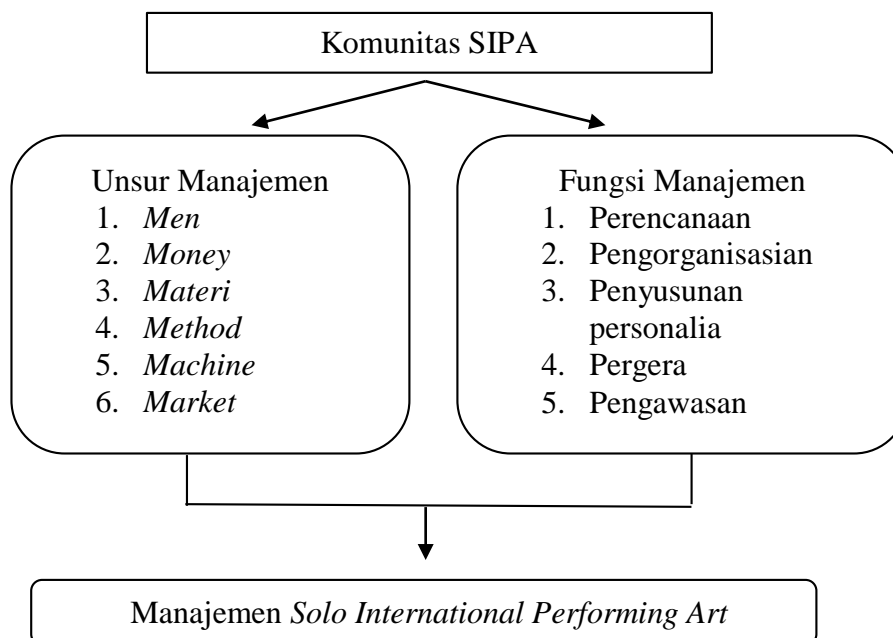 Komunitas SIPA
Unsur Manajemen
1. Men
2. Money
3. Materi
4. Method
5. Machine
6. Market
Fungsi Manajemen
1. Perencanaan
2. Pengorganisasian
3. Penyusunan
personalia
4. Pergera
5. Pengawasan
Manajemen Solo International Performing Art